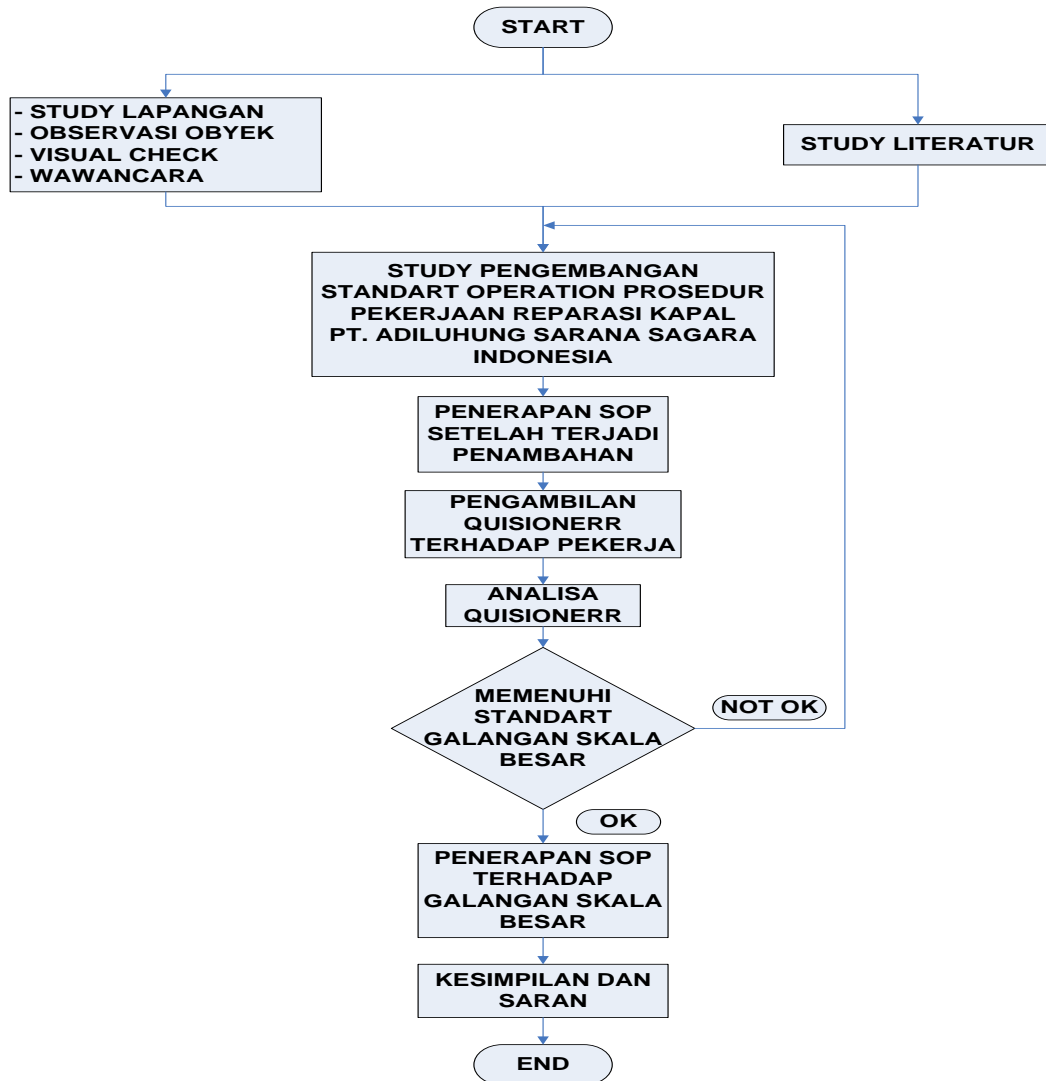 START
- STUDY LAPANGAN
- OBSERVASI OBYEK
- VISUAL CHECK
- WAWANCARA
STUDY LITERATUR
STUDY PENGEMBANGAN
STANDART OPERATION PROSEDUR
PEKERJAAN REPARASI KAPAL
PT. ADILUHUNG SARANA SAGARA
INDONESIA
PENERAPAN SOP
SETELAH TERJADI
PENAMBAHAN
PENGAMBILAN
QUISIONERR
TERHADAP PEKERJA
ANALISA
QUISIONERR
MEMENUHI
STANDART
GALANGAN SKALA
BESAR
NOT OK
OK
PENERAPAN SOP
TERHADAP
GALANGAN SKALA
BESAR
KESIMPILAN DAN
SARAN
END